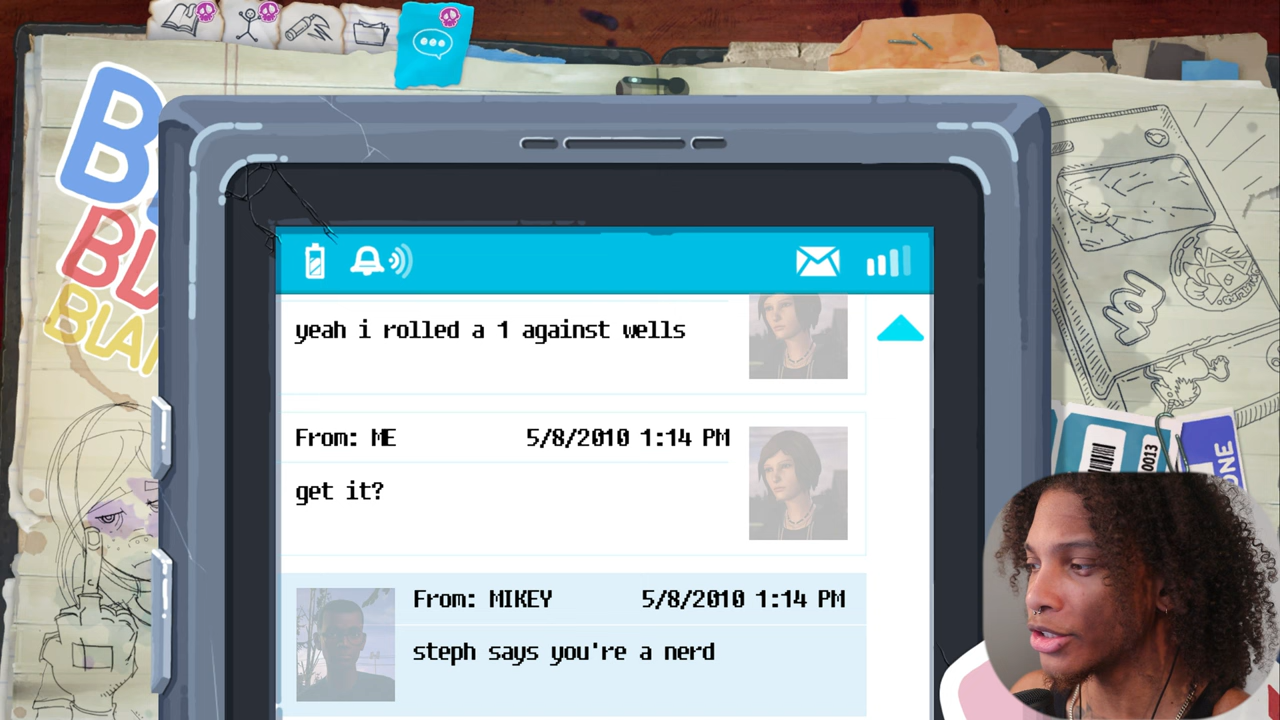 yeah i rolled a 1 against wells
From: ME 5/8/2010 1:14 PM
get it?
From: MIKEY 5/8/2010 1:14 PM
steph says you're a nerd
0013